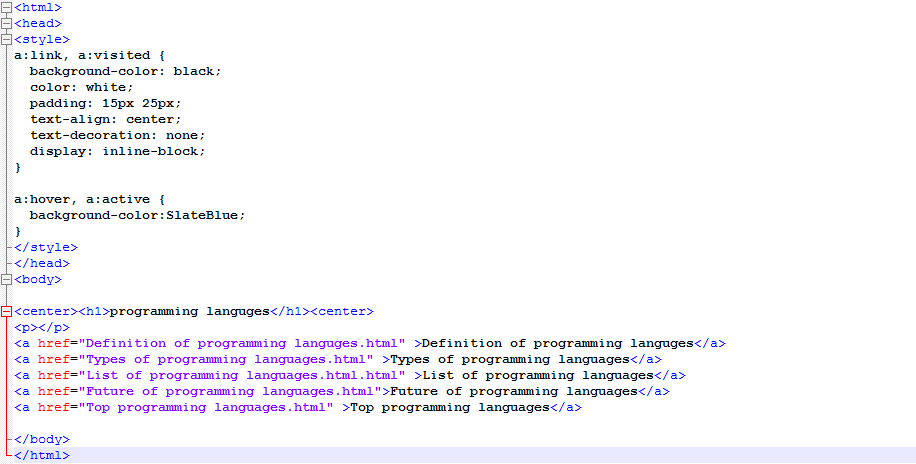 <html>
<head>
<style>
a:link, a:visited {
  background-color: black;
  color: white;
  padding: 15px 25px;
  text-align: center;
  text-decoration: none;
  display: inline-block;
}

a:hover, a:active {
  background-color:SlateBlue;
}
</style>
</head>
<body>

<center><h1>programming languges</h1><center>
<p></p>
<a href="Definition of programming languges.html" >Definition of programming languges</a>
<a href="Types of programming languages.html" >Types of programming languages</a>
<a href="List of programming languages.html.html" >List of programming languages</a>
<a href="Future of programming languages.html">Future of programming languages</a>
<a href="Top programming languages.html" >Top programming languages</a>

</body>
</html>